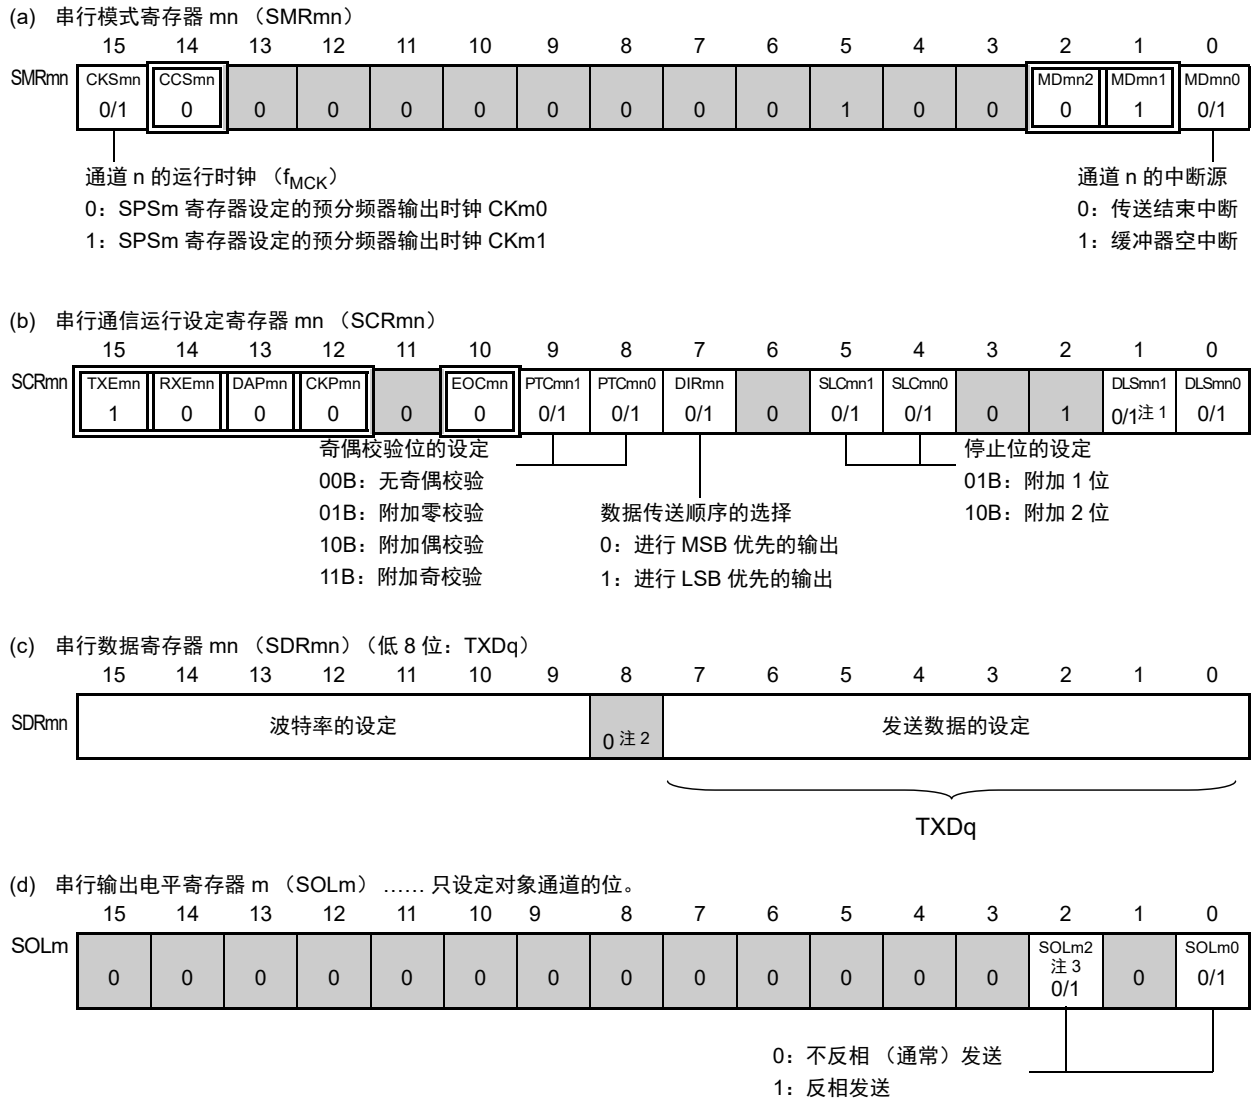 (a) 串行模式寄存器 mn （SMRmn）
15 14 13 12 11 10 9 8 7 6 5 4 3 2 1 0
SMRmn CKSmn CCSmn MDmn2 MDmn1 MDmn0
0/1 0 0 0 0 0 0 0 0 0 1 0 0 0 1 0/1
通道 n 的运行时钟 （fMCK） 通道 n 的中断源
0：SPSm 寄存器设定的预分频器输出时钟 CKm0 0：传送结束中断
1：SPSm 寄存器设定的预分频器输出时钟 CKm1 1：缓冲器空中断
(b) 串行通信运行设定寄存器 mn （SCRmn）
15 14 13 12 11 10 9 8 7 6 5 4 3 2 1 0
SCRmn TXEmn RXEmn DAPmn CKPmn EOCmn PTCmn1 PTCmn0 DIRmn SLCmn1 SLCmn0 DLSmn1 DLSmn0
1 0 0 0 0 0 0/1 0/1 0/1 0 0/1 0/1 0 1 0/1注 1 0/1
奇偶校验位的设定 停止位的设定
00B：无奇偶校验 01B：附加 1 位
01B：附加零校验 数据传送顺序的选择 10B：附加 2 位
10B：附加偶校验 0：进行 MSB 优先的输出
11B：附加奇校验 1：进行 LSB 优先的输出
(c) 串行数据寄存器 mn （SDRmn）（低 8 位：TXDq）
15 14 13 12 11 10 9 8 7 6 5 4 3 2 1 0
SDRmn 波特率的设定 0 注 2 发送数据的设定
TXDq
(d) 串行输出电平寄存器 m （SOLm）…… 只设定对象通道的位。
15 14 13 12 11 10 9 8 7 6 5 4 3 2 1 0
SOLm SOLm2 SOLm0
注 3
0 0 0 0 0 0 0 0 0 0 0 0 0 0/1 0 0/1
0：不反相 （通常）发送
1：反相发送